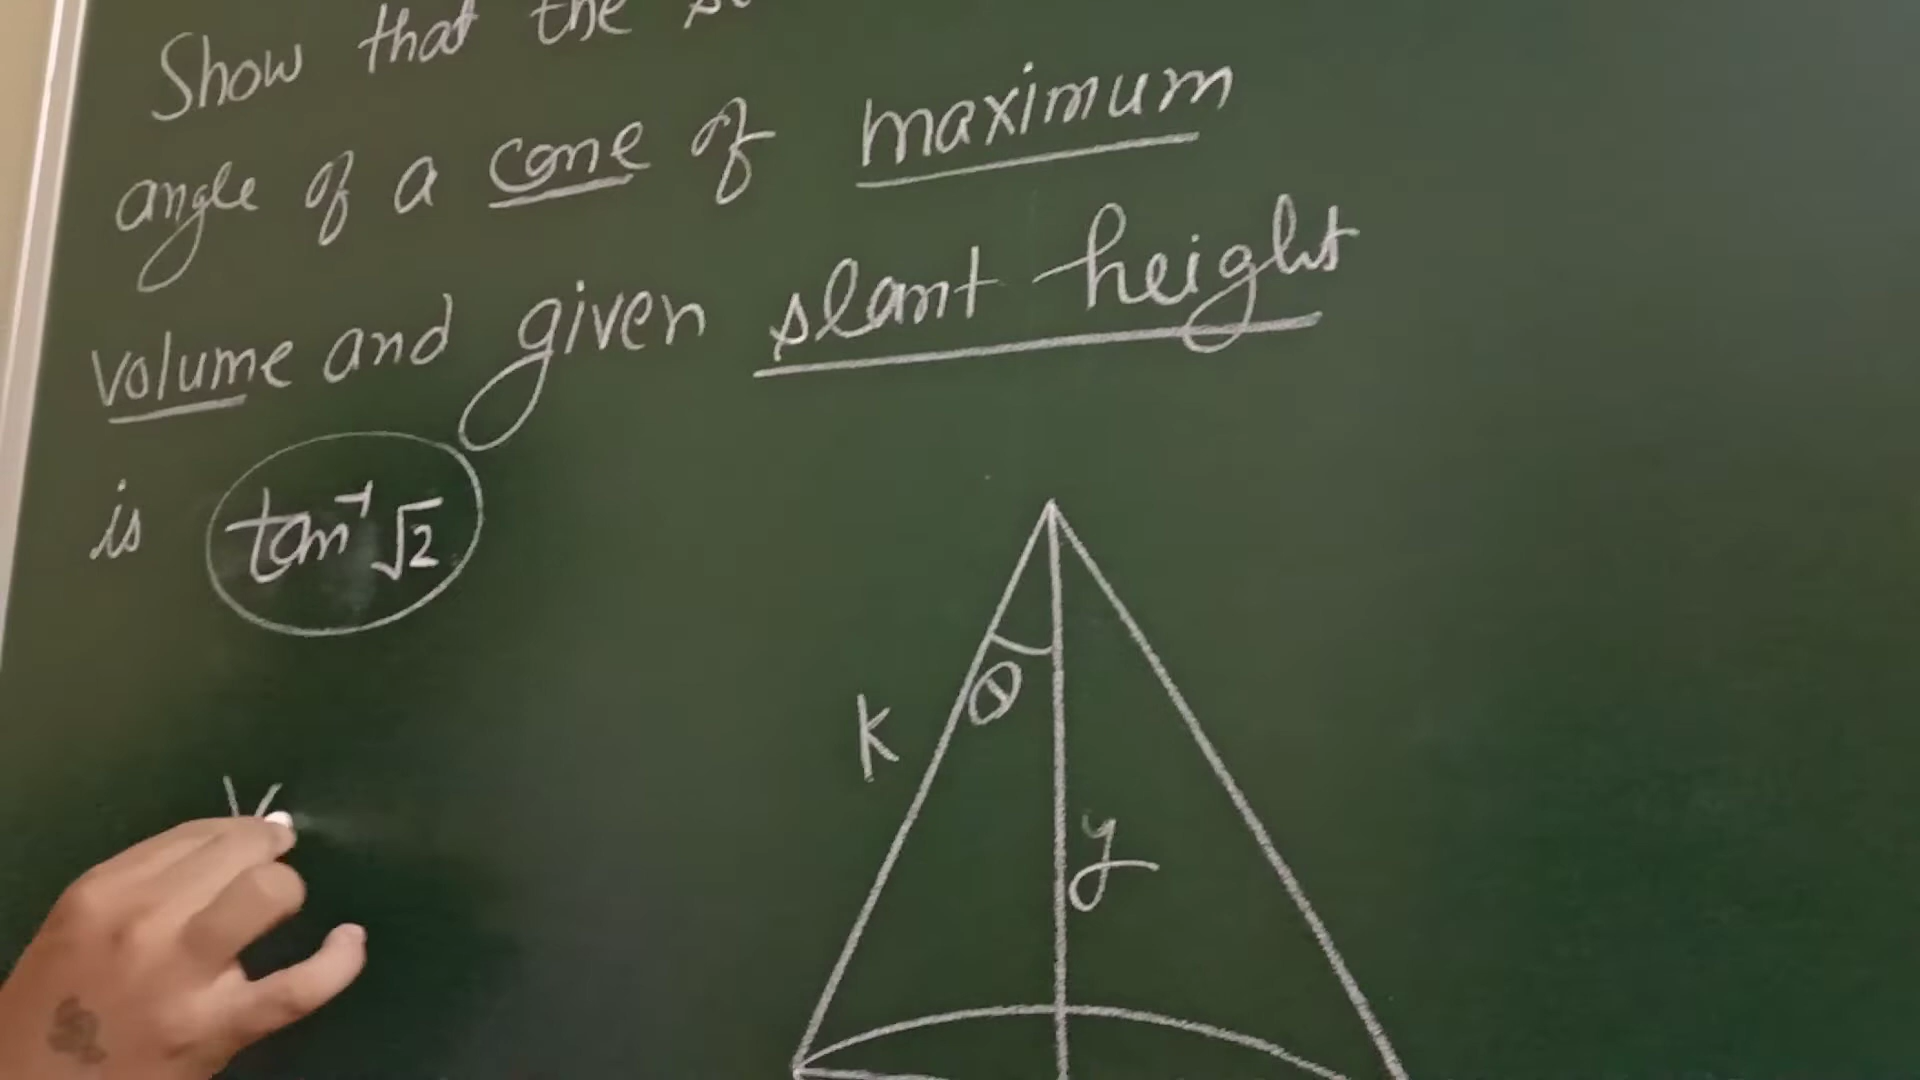 Show that the
angle of a cone of maximum
volume and given slant height
is tan⁻¹ √2
θ
K
y
V